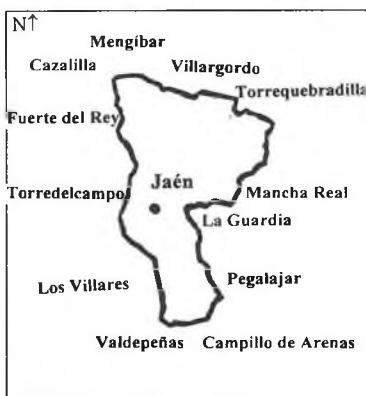 N↑
Mengíbar
Cazalilla Villargordo
Torrequebradilla
Fuerte del Rey
Jaén
Torredelcampo Mancha Real
La Guardia
Los Villares Pegalajar
Valdepeñas Campillo de Arenas